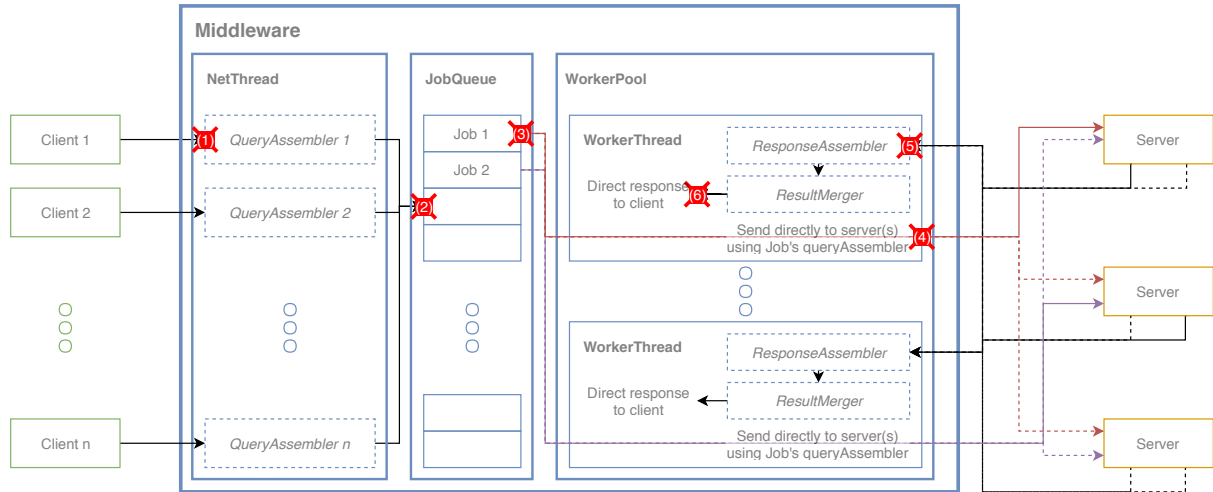 Middleware
NetThread
JobQueue
WorkerPool
Client 1
(1)
QueryAssembler 1
Job 1
(3)
WorkerThread
ResponseAssembler
(5)
Server
Job 2
Client 2
QueryAssembler 2
(2)
Direct response
to client
(6)
ResultMerger
Send directly to server(s)
using Job's queryAssembler
(4)
Server
WorkerThread
ResponseAssembler
Direct response
to client
ResultMerger
Client n
QueryAssembler n
Send directly to server(s)
using Job's queryAssembler
Server